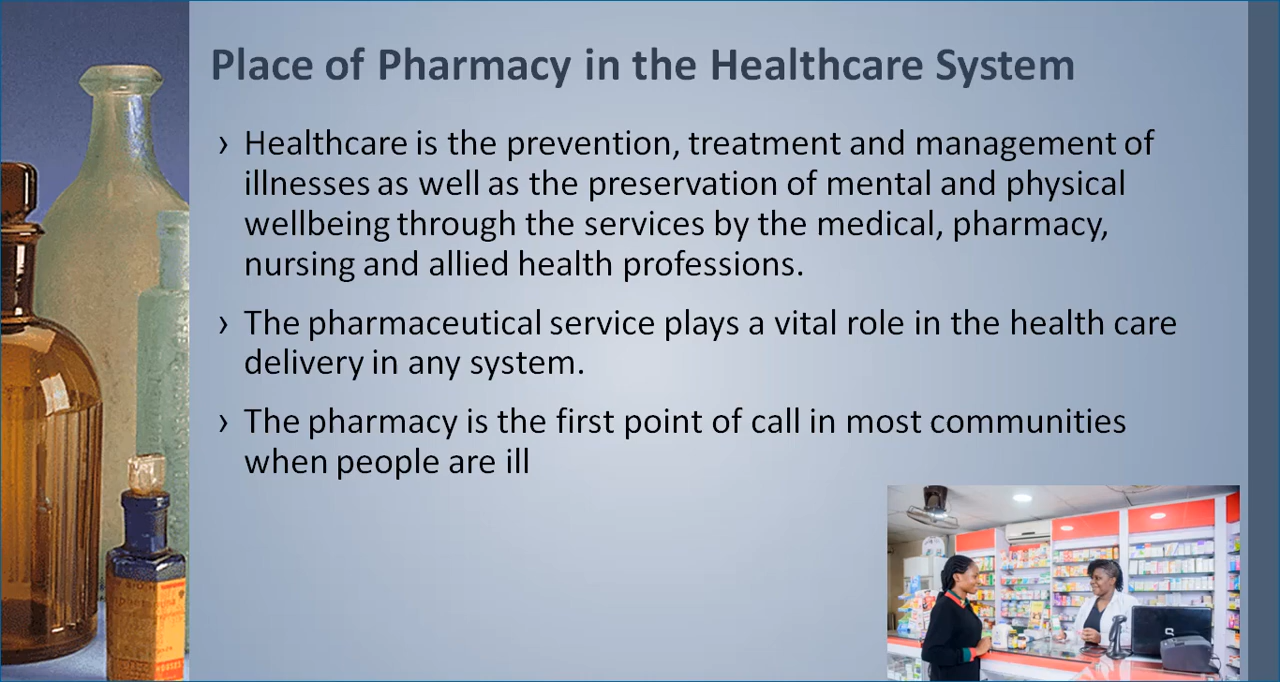 Place of Pharmacy in the Healthcare System
› Healthcare is the prevention, treatment and management of
illnesses as well as the preservation of mental and physical
wellbeing through the services by the medical, pharmacy,
nursing and allied health professions.
› The pharmaceutical service plays a vital role in the health care
delivery in any system.
› The pharmacy is the first point of call in most communities
when people are ill